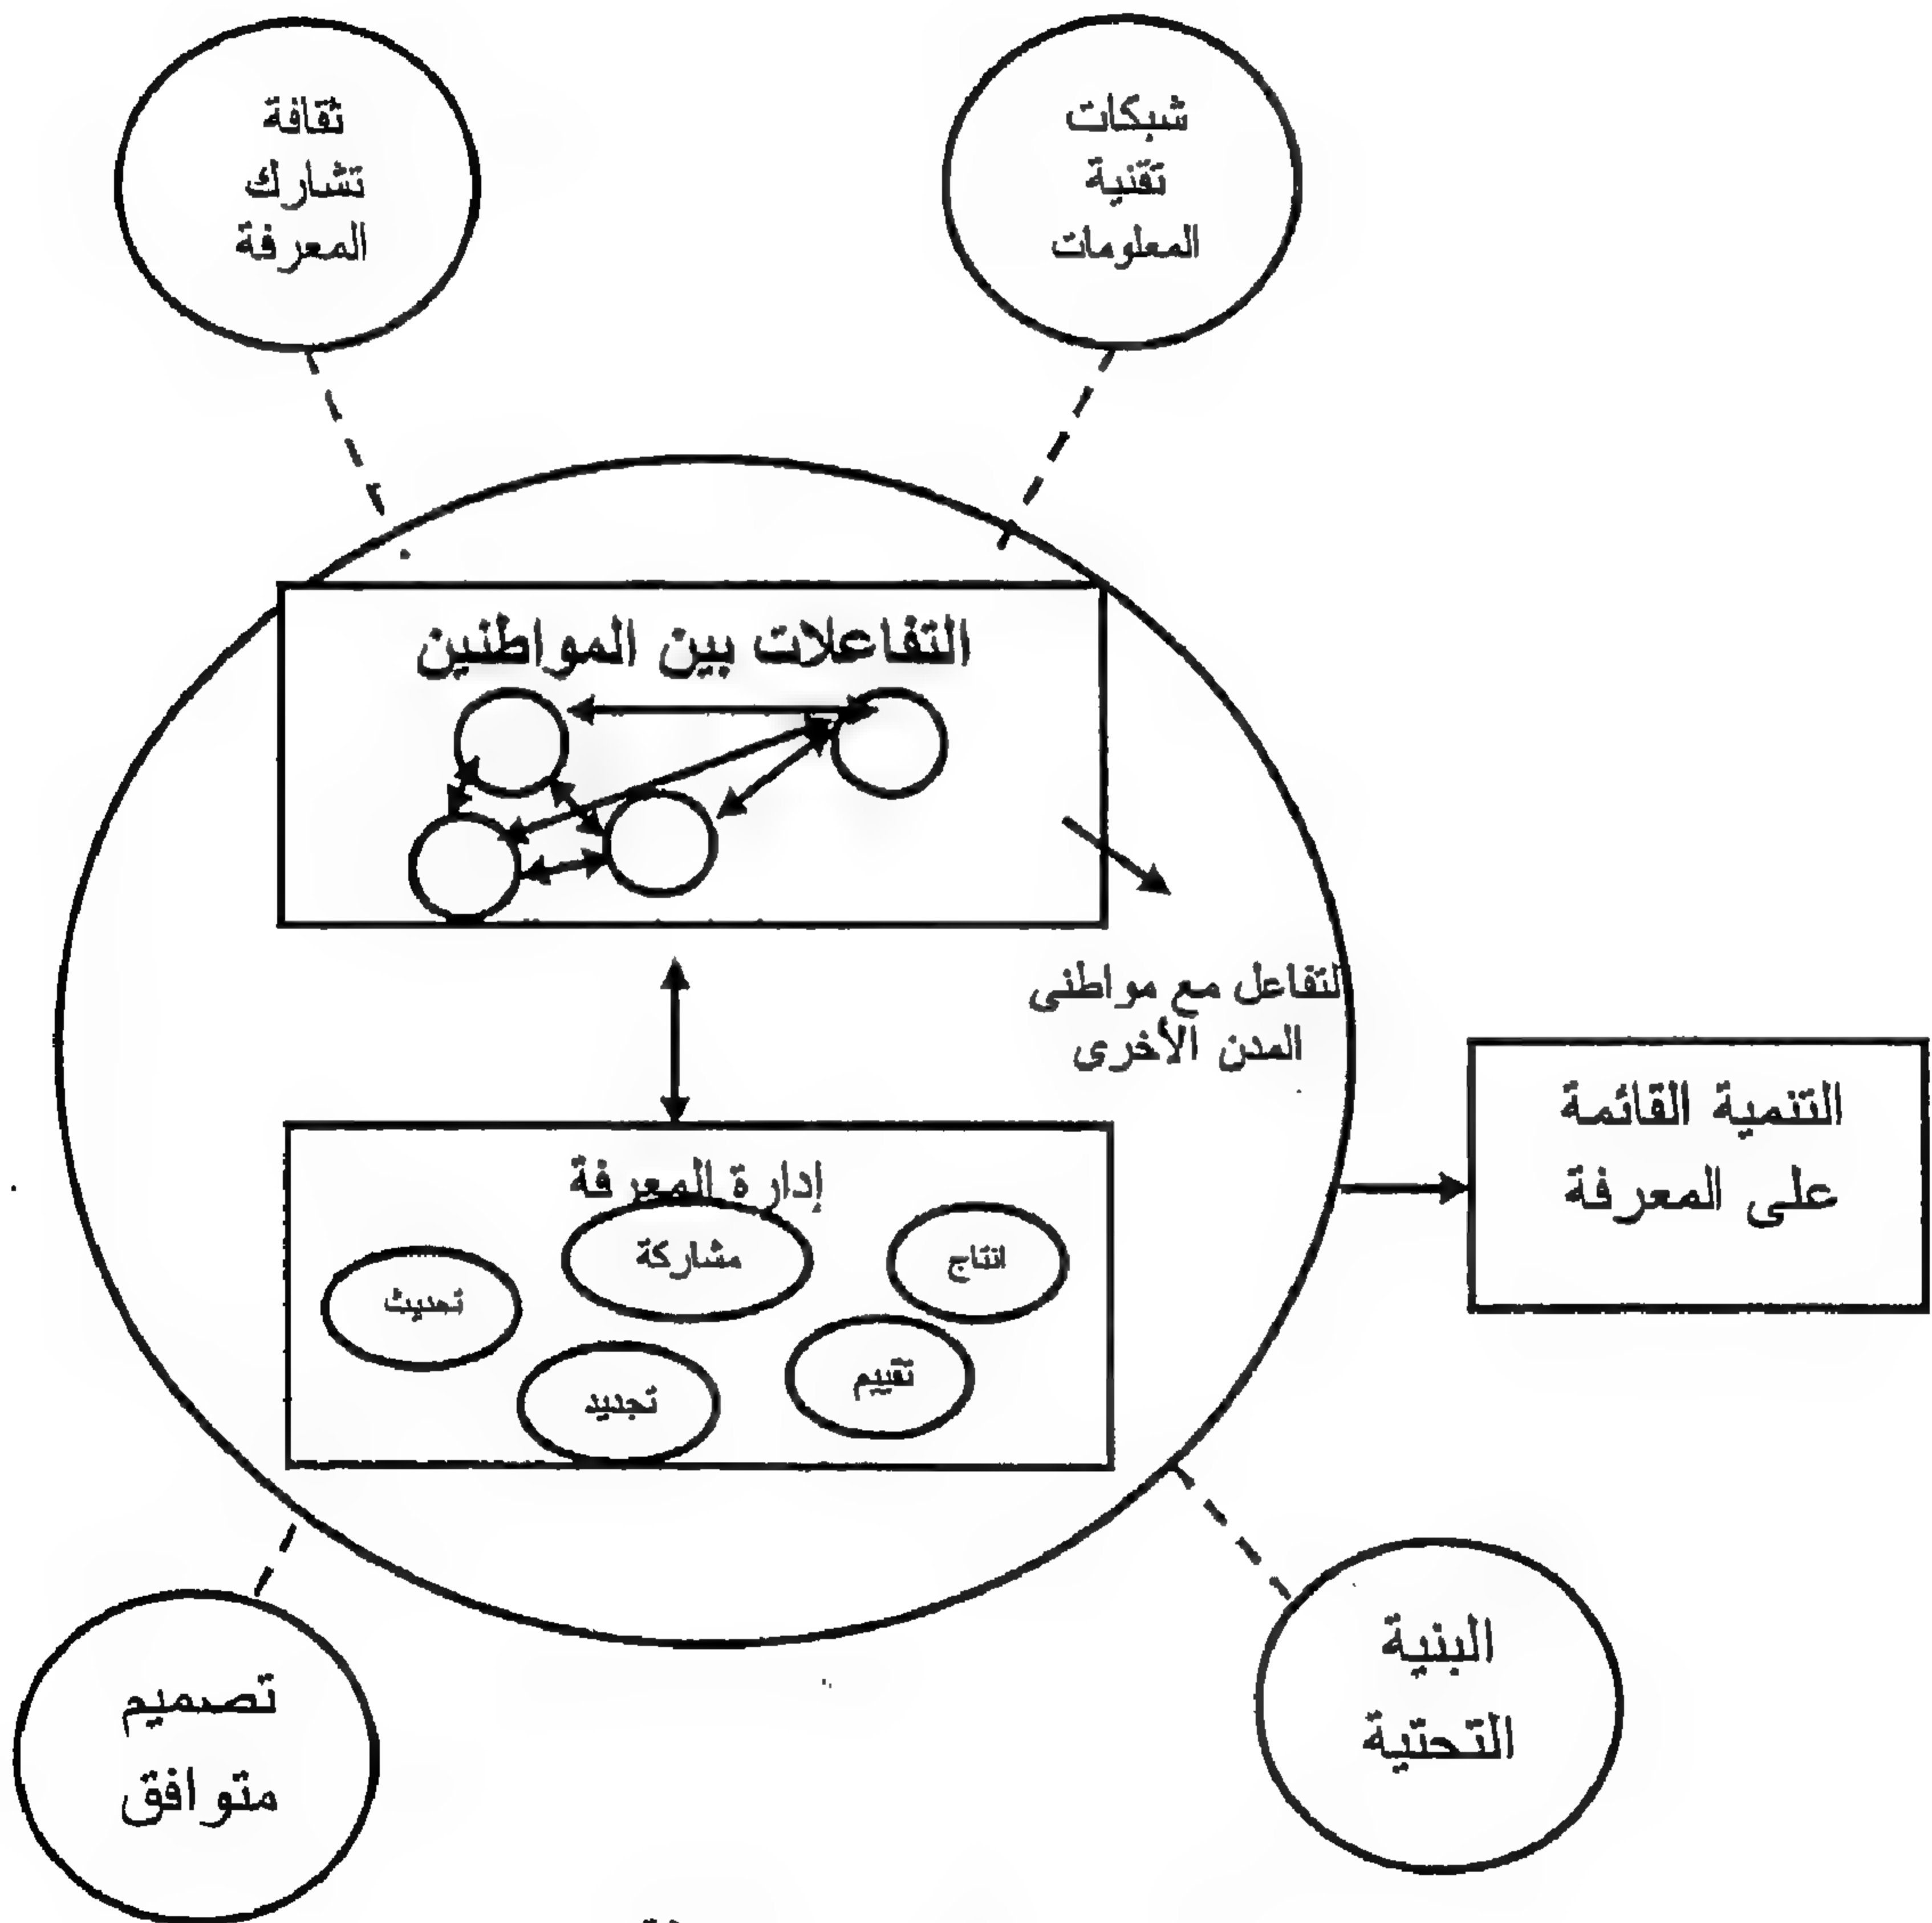 شبكات
تقنية
المعلومات
ثقافة
تشارك
المعرفة
التفاعلات بين المواطنين
لتفاعل مع مواطنى
المدن الأخرى
التنمية القائمة
على المعرفة
إدارة المعرفة
انتاج
مشاركة
تحديث
تقييم
تجديد
البنية
التحتية
تصميم
متوافق